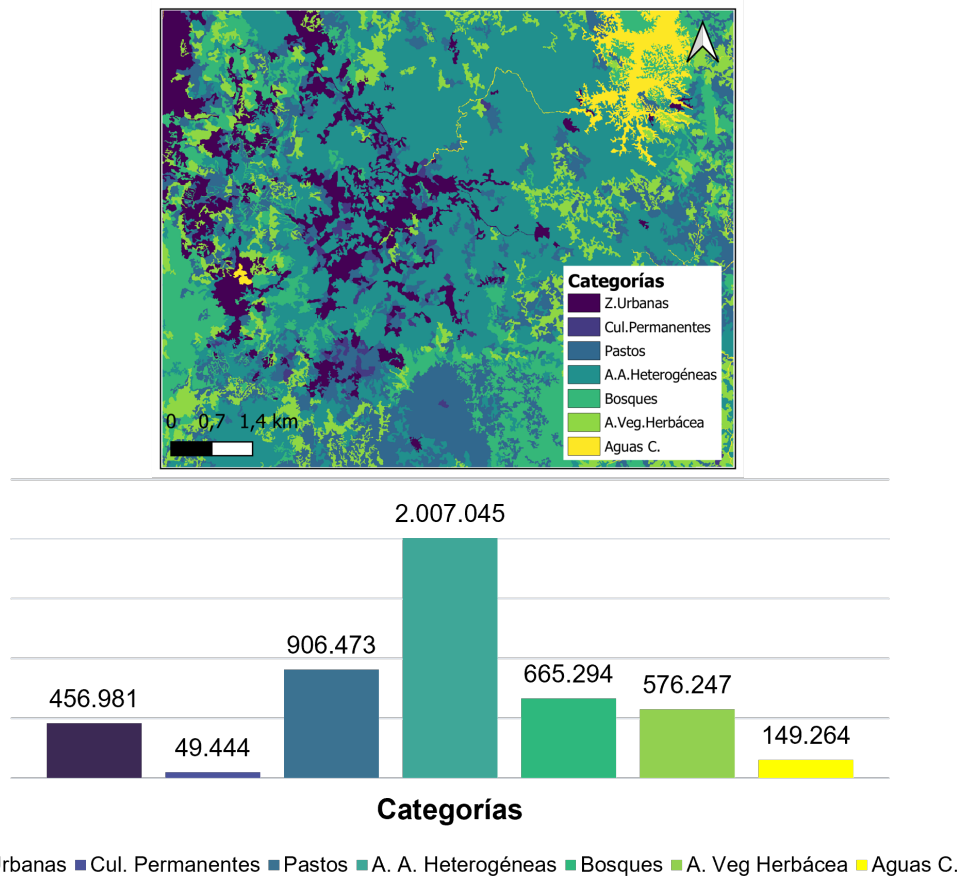 Categorías
Z.Urbanas
Cul.Permanentes
Pastos
A.A.Heterogéneas
Bosques
A.Veg.Herbácea
Aguas C.
0 0,7 1,4 km
2.007.045
906.473
665.294
576.247
456.981
149.264
49.444
Categorías
Urbanas Cul. Permanentes Pastos A. A. Heterogéneas Bosques A. Veg Herbácea Aguas C.